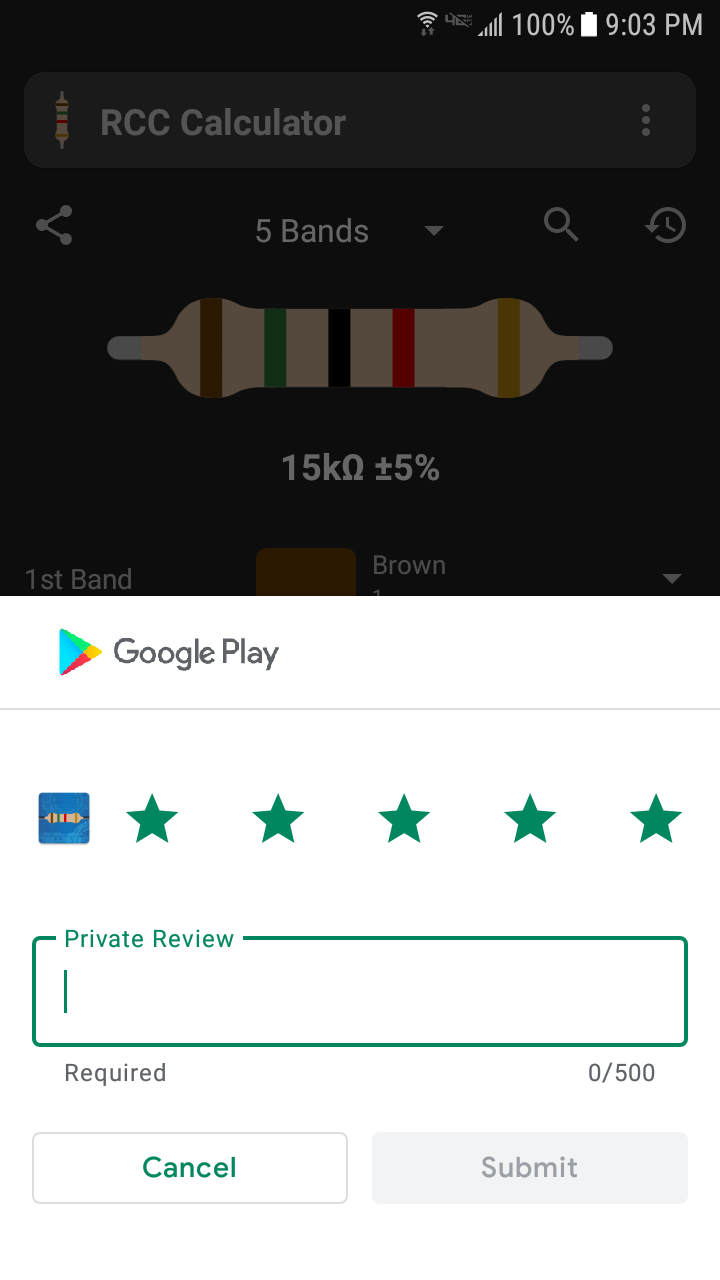 100% 9:03 PM
RCC Calculator
5 Bands
15kΩ ±5%
Brown
1st Band
Google Play
Private Review
Required 0/500
Cancel Submit